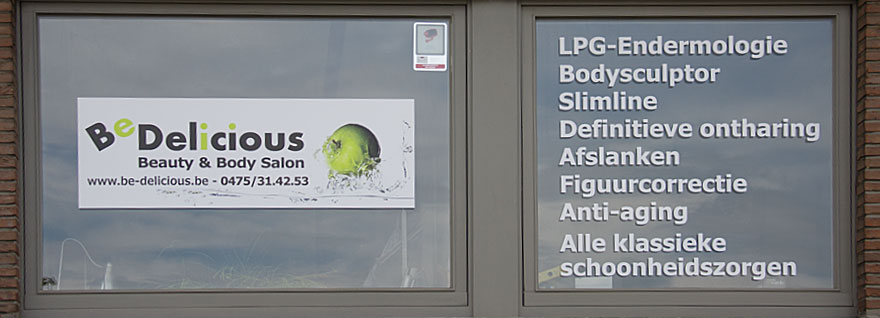 BeDelicious
Beauty & Body Salon
www.be-delicious.be - 0475/31.42.53
LPG-Endermologie
Bodysculptor
Slimline
Definitieve ontharing
Afslanken
Figuurcorrectie
Anti-aging
Alle klassieke
schoonheidszorgen